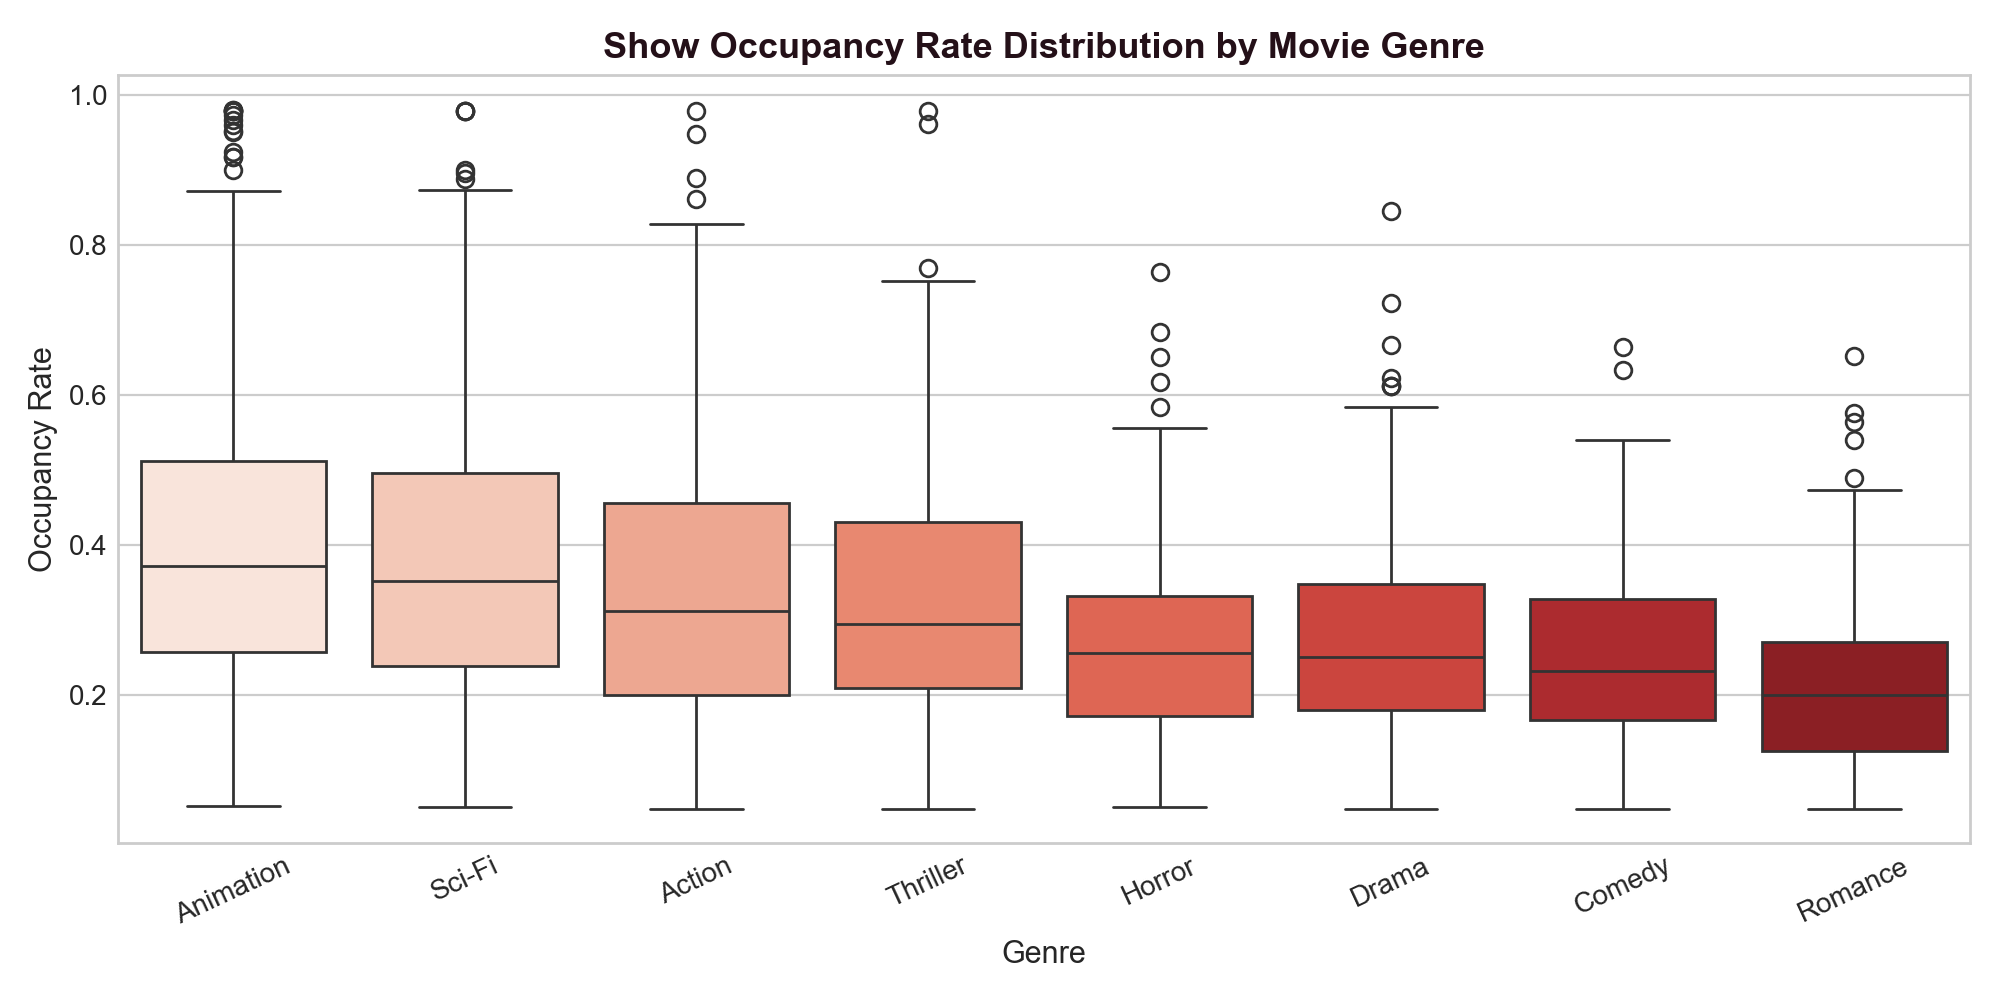 Show Occupancy Rate Distribution by Movie Genre
Occupancy Rate
1.0
0.8
0.6
0.4
0.2
Animation
Sci-Fi
Action
Thriller
Horror
Drama
Comedy
Romance
Genre